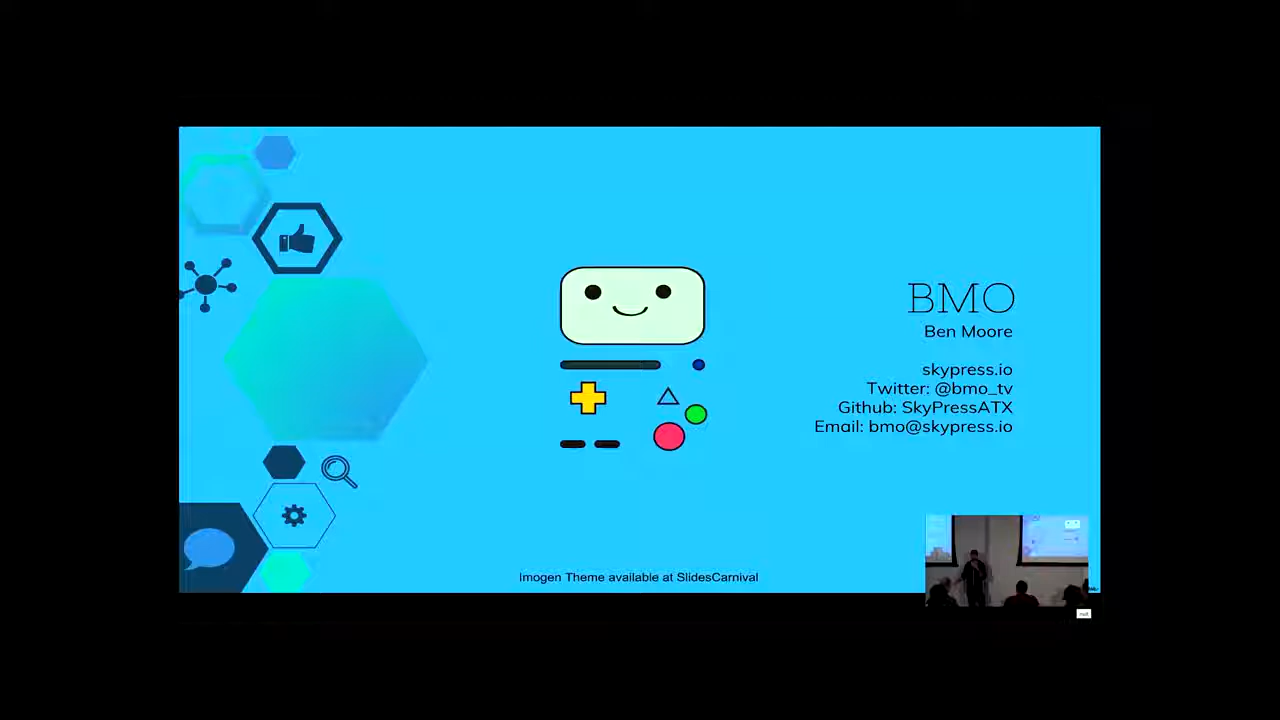 BMO
Ben Moore
skypress.io
Twitter: @bmo_tv
Github: SkyPressATX
Email: bmo@skypress.io
Imogen Theme available at SlidesCarnival